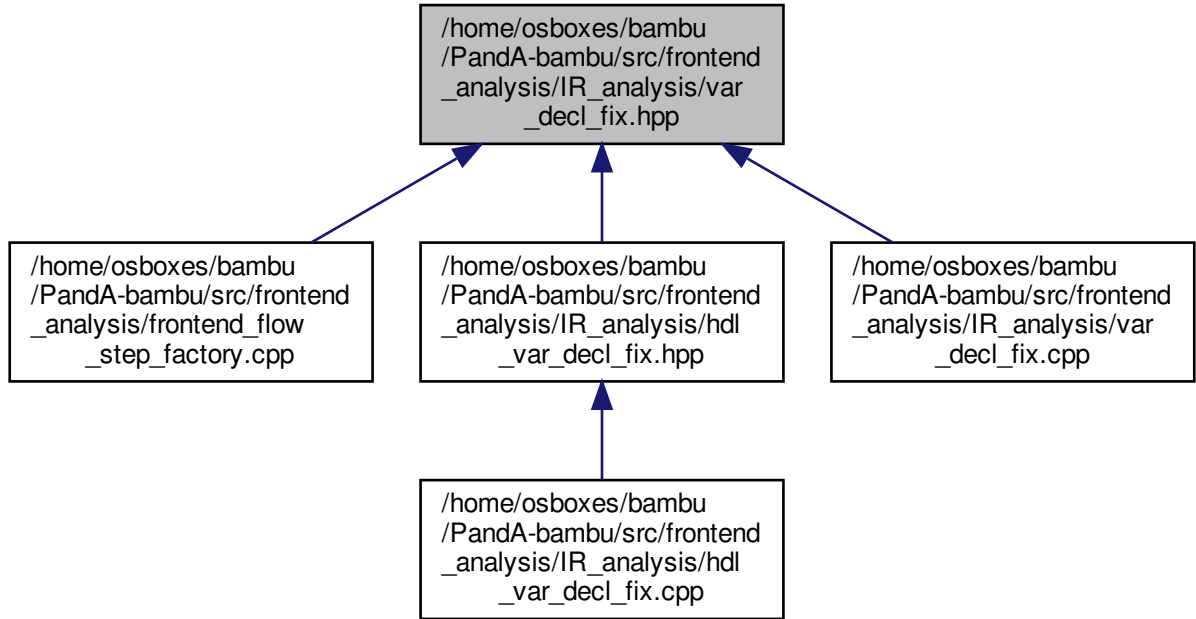 /home/osboxes/bambu
/PandA-bambu/src/frontend
_analysis/IR_analysis/var
_decl_fix.hpp
/home/osboxes/bambu
/PandA-bambu/src/frontend
_analysis/frontend_flow
_step_factory.cpp
/home/osboxes/bambu
/PandA-bambu/src/frontend
_analysis/IR_analysis/hdl
_var_decl_fix.hpp
/home/osboxes/bambu
/PandA-bambu/src/frontend
_analysis/IR_analysis/var
_decl_fix.cpp
/home/osboxes/bambu
/PandA-bambu/src/frontend
_analysis/IR_analysis/hdl
_var_decl_fix.cpp